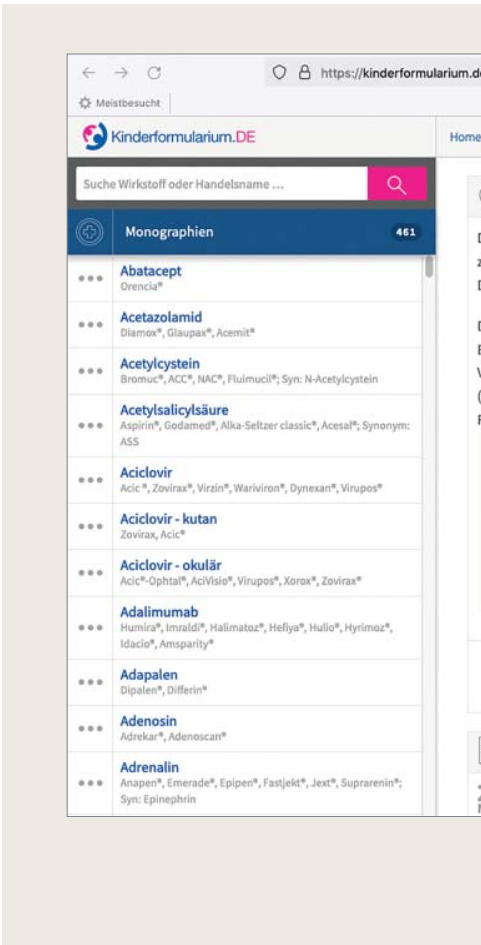 https://kinderformularium.de
Meistbesucht
Kinderformularium.DE
Home
Suche Wirkstoff oder Handelsname ...
Monographien 461
Abatacept
Orencia®
Acetazolamid
Diamox®, Glaupax®, Acemit®
Acetylcystein
Bromuc®, ACC®, NAC®, Fluimucil®; Syn: N-Acetylcystein
Acetylsalicylsäure
Aspirin®, Godamed®, Alka-Seltzer classic®, Acesal®; Synonym:
ASS
Aciclovir
Acic®, Zovirax®, Virzin®, Wariviron®, Dynexan®, Virupos®
Aciclovir - kutan
Zovirax, Acic®
Aciclovir - okulär
Acic®-Ophtal®, AciVisio®, Virupos®, Xorox®, Zovirax®
Adalimumab
Humira®, Imraldi®, Halimatoz®, Hefiya®, Hulio®, Hyrimoz®,
Idacio®, Amsparity®
Adapalen
Dipalen®, Differin®
Adenosin
Adrekar®, Adenoscan®
Adrenalin
Anapen®, Emerade®, Epipen®, Fastjekt®, Jext®, Suprarenin®;
Syn: Epinephrin